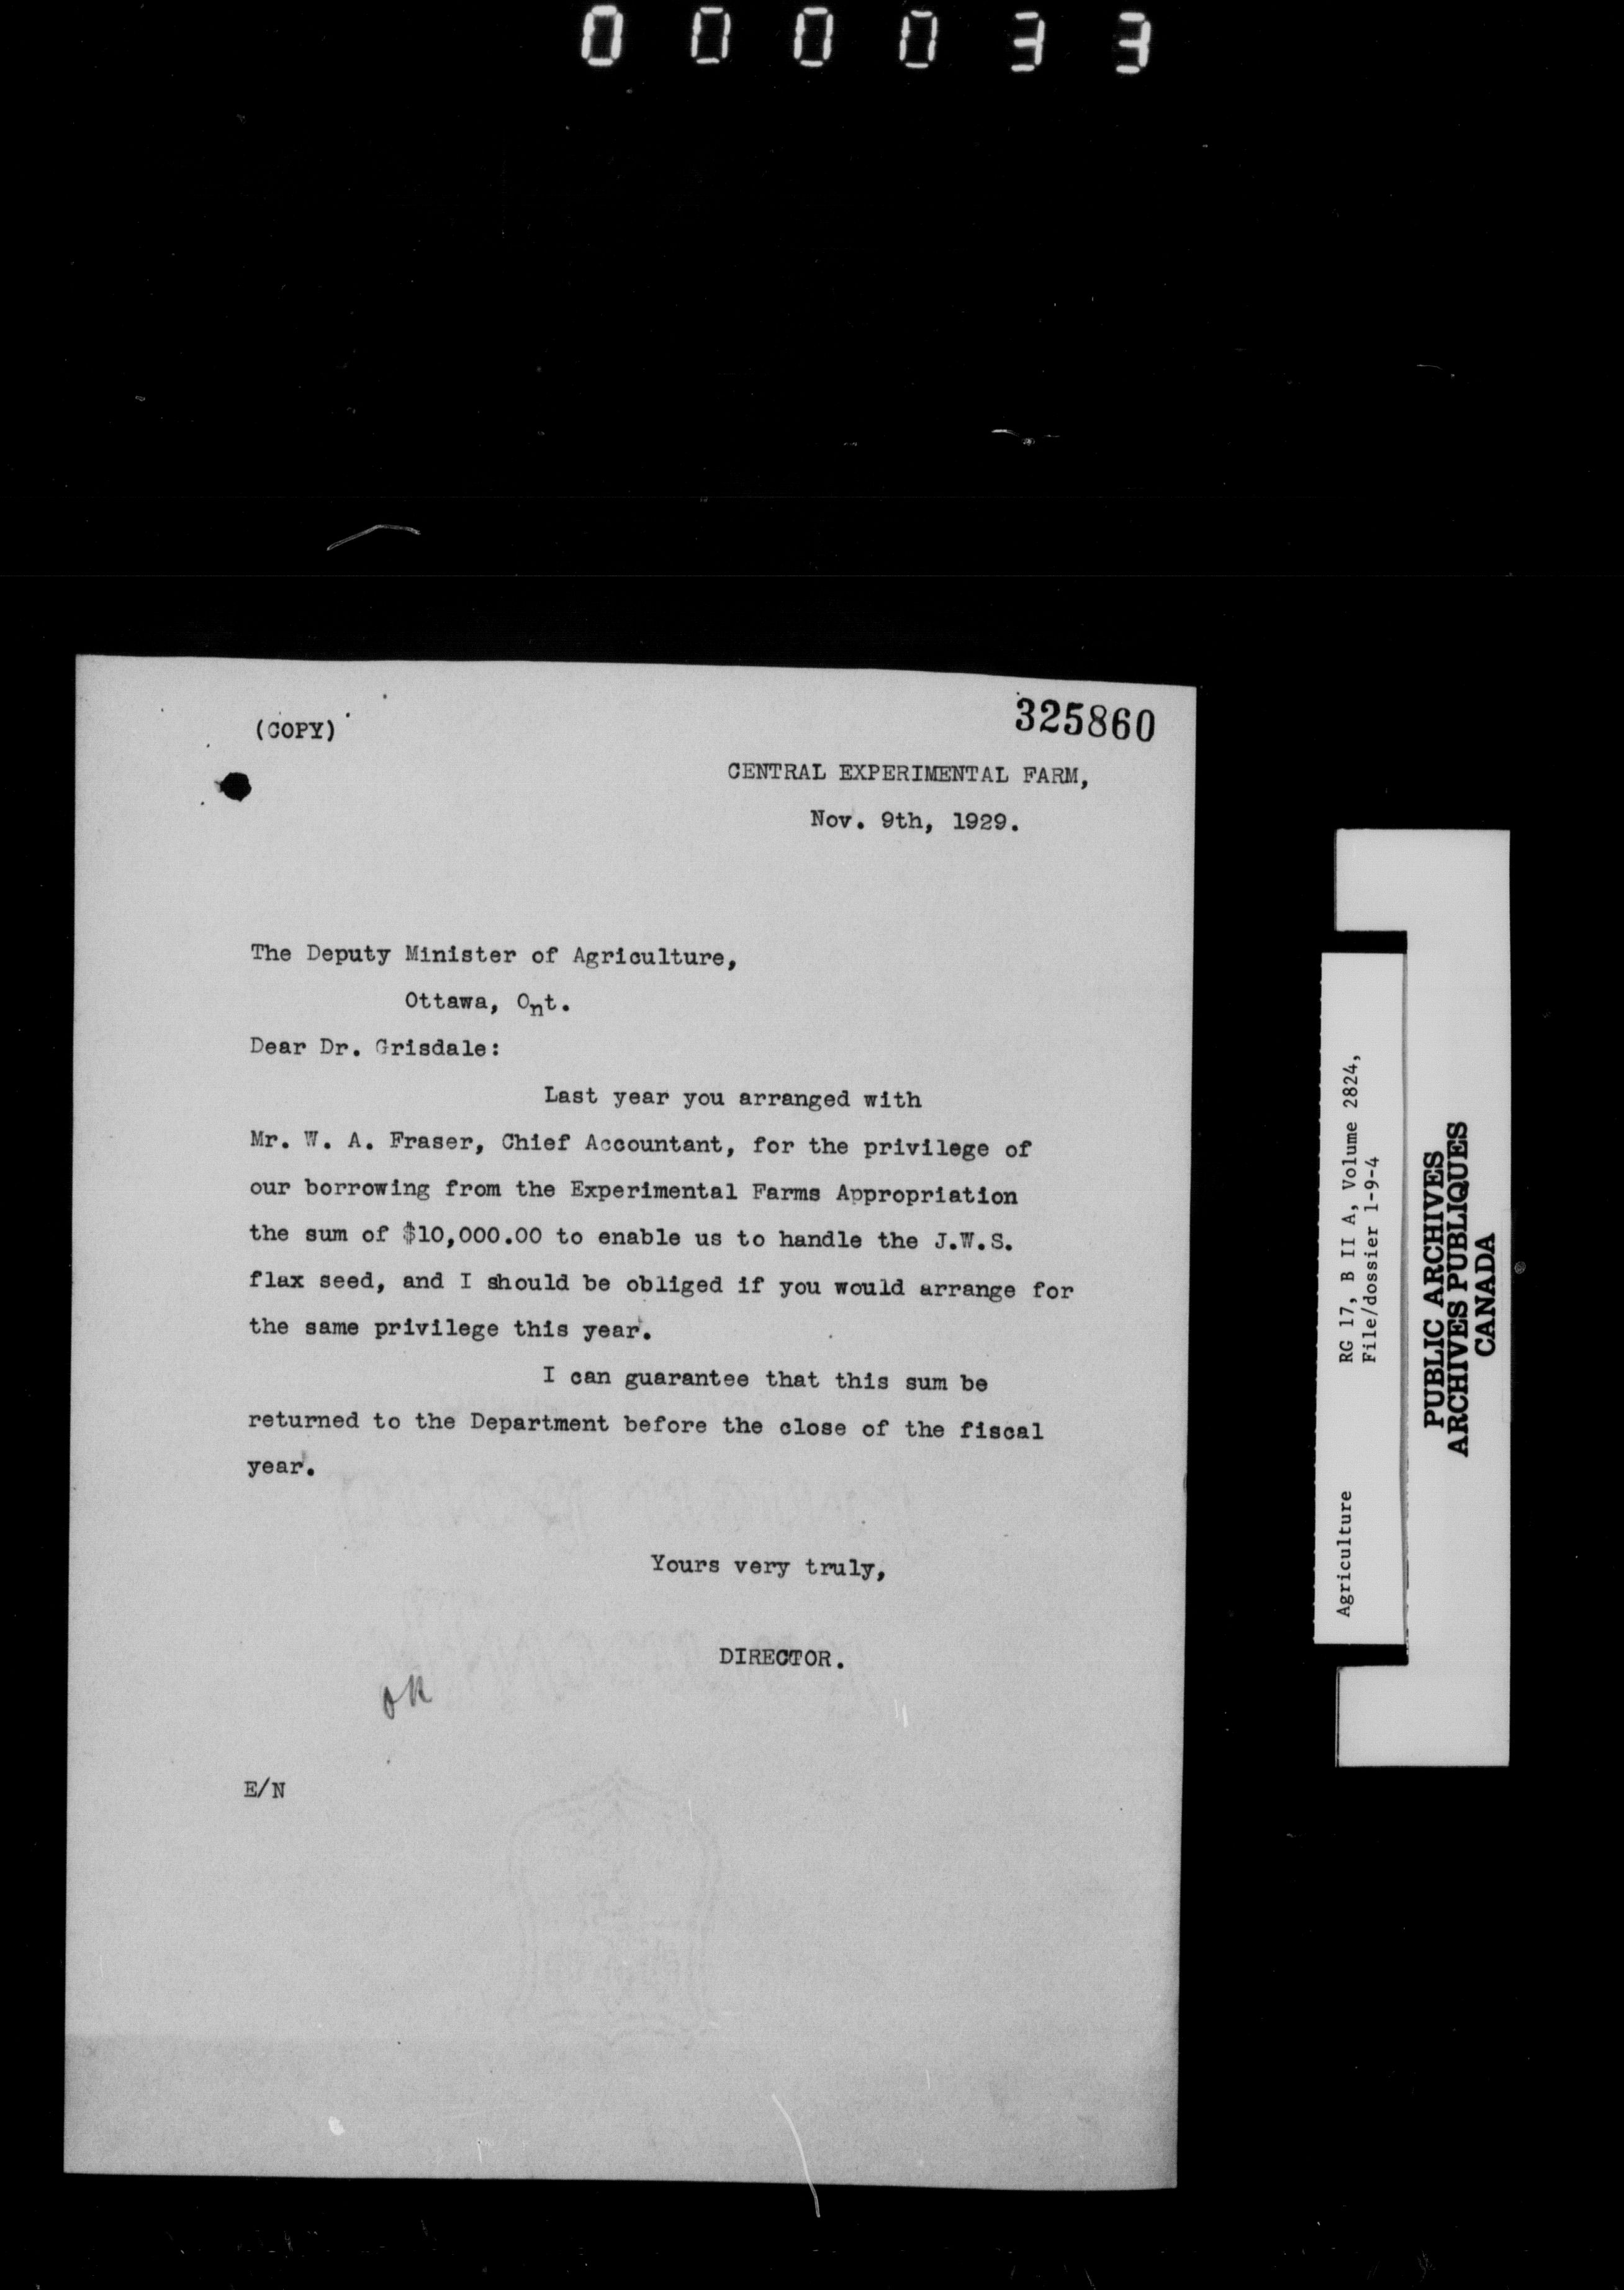 000033
325860
(COPY)
CENTRAL EXPERIMENTAL FARM,
Nov. 9th, 1929.
The Deputy Minister of Agriculture,
Ottawa, Ont.
Dear Dr. Grisdale:
Last year you arranged with
Mr. W. A. Fraser, Chief Accountant, for the privilege of
our borrowing from the Experimental Farms Appropriation
the sum of $10,000.00 to enable us to handle the J.W.S.
flax seed, and I should be obliged if you would arrange for
the same privilege this year.
I can guarantee that this sum be
returned to the Department before the close of the fiscal
year.
Yours very truly,
DIRECTOR.
OK
E/N
Agriculture RG 17, B II A, Volume 2824,
File/dossier 1-9-4
PUBLIC ARCHIVES
ARCHIVES PUBLIQUES
CANADA